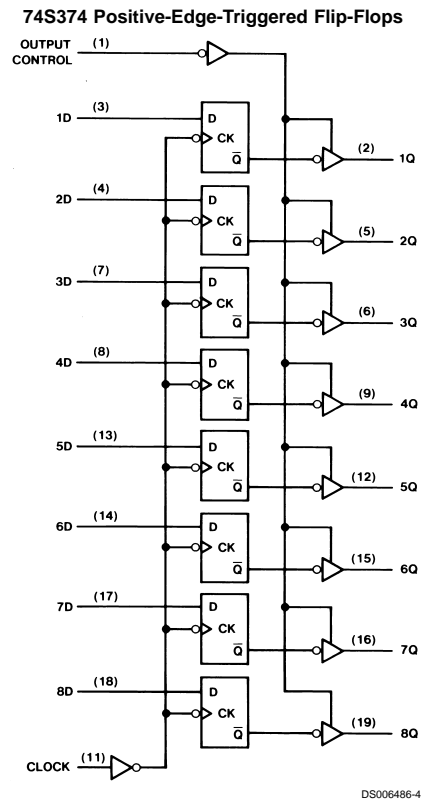 74S374 Positive-Edge-Triggered Flip-Flops
OUTPUT CONTROL (1)
1D (3) D CK Q̅ (2) 1Q
2D (4) D CK Q̅ (5) 2Q
3D (7) D CK Q̅ (6) 3Q
4D (8) D CK Q̅ (9) 4Q
5D (13) D CK Q̅ (12) 5Q
6D (14) D CK Q̅ (15) 6Q
7D (17) D CK Q̅ (16) 7Q
8D (18) D CK Q̅ (19) 8Q
CLOCK (11)
DS006486-4